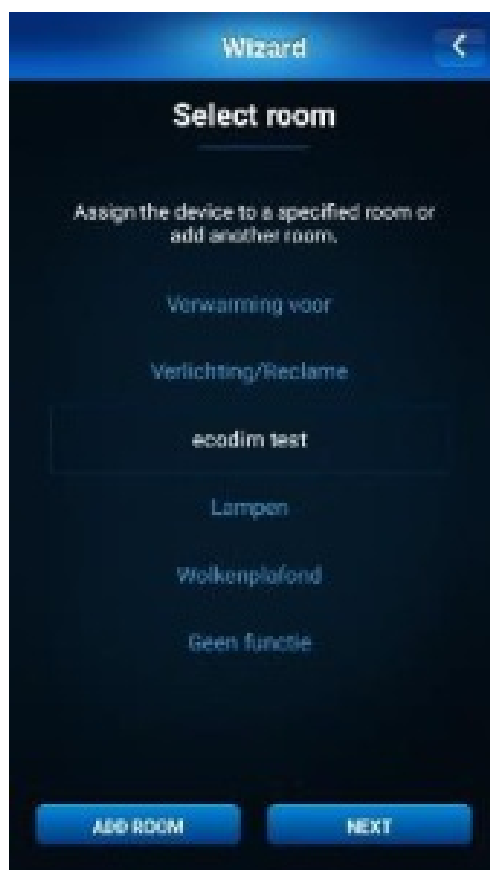 Wizard
Select room
Assign the device to a specified room or
add another room.
Verwarming voor
Verlichting/Reclame
ecodim test
Lampen
Wolkenplafond
Geen functie
ADD ROOM
NEXT